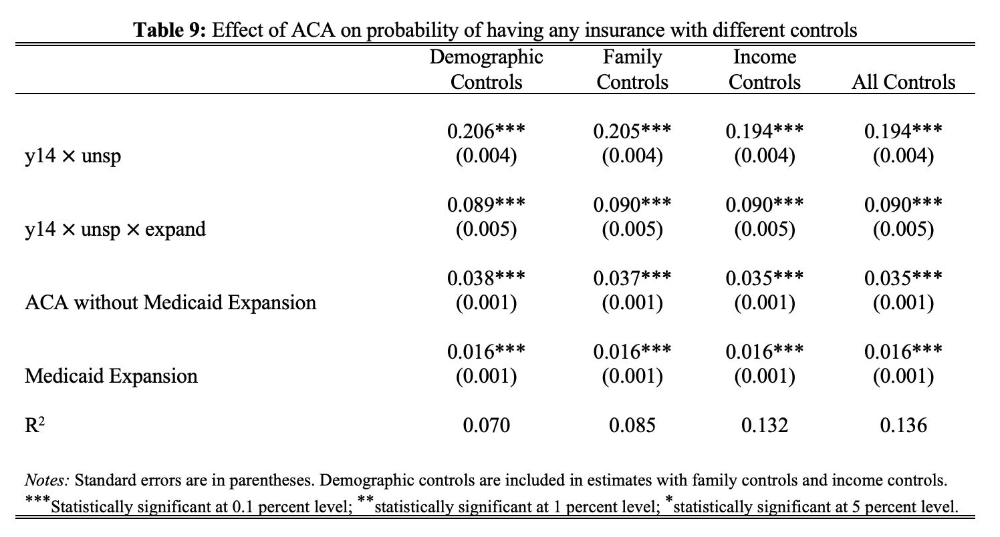 Table 9: Effect of ACA on probability of having any insurance with different controls
Demographic Family Income
Controls Controls Controls All Controls
0.206*** 0.205*** 0.194*** 0.194***
y14 × unsp (0.004) (0.004) (0.004) (0.004)
0.089*** 0.090*** 0.090*** 0.090***
y14 × unsp × expand (0.005) (0.005) (0.005) (0.005)
0.038*** 0.037*** 0.035*** 0.035***
ACA without Medicaid Expansion (0.001) (0.001) (0.001) (0.001)
0.016*** 0.016*** 0.016*** 0.016***
Medicaid Expansion (0.001) (0.001) (0.001) (0.001)
R² 0.070 0.085 0.132 0.136
Notes: Standard errors are in parentheses. Demographic controls are included in estimates with family controls and income controls.
***Statistically significant at 0.1 percent level; **statistically significant at 1 percent level; *statistically significant at 5 percent level.